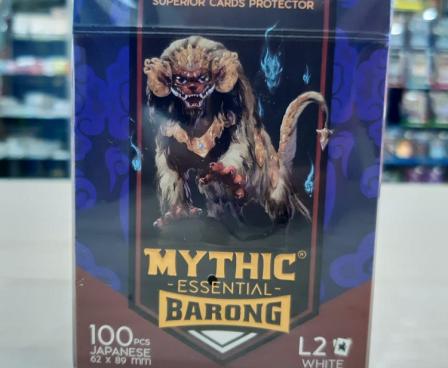 SUPERIOR CARDS PROTECTOR
MYTHIC®
- ESSENTIAL -
BARONG
100 PCS
JAPANESE
62 x 89 mm
L2
WHITE